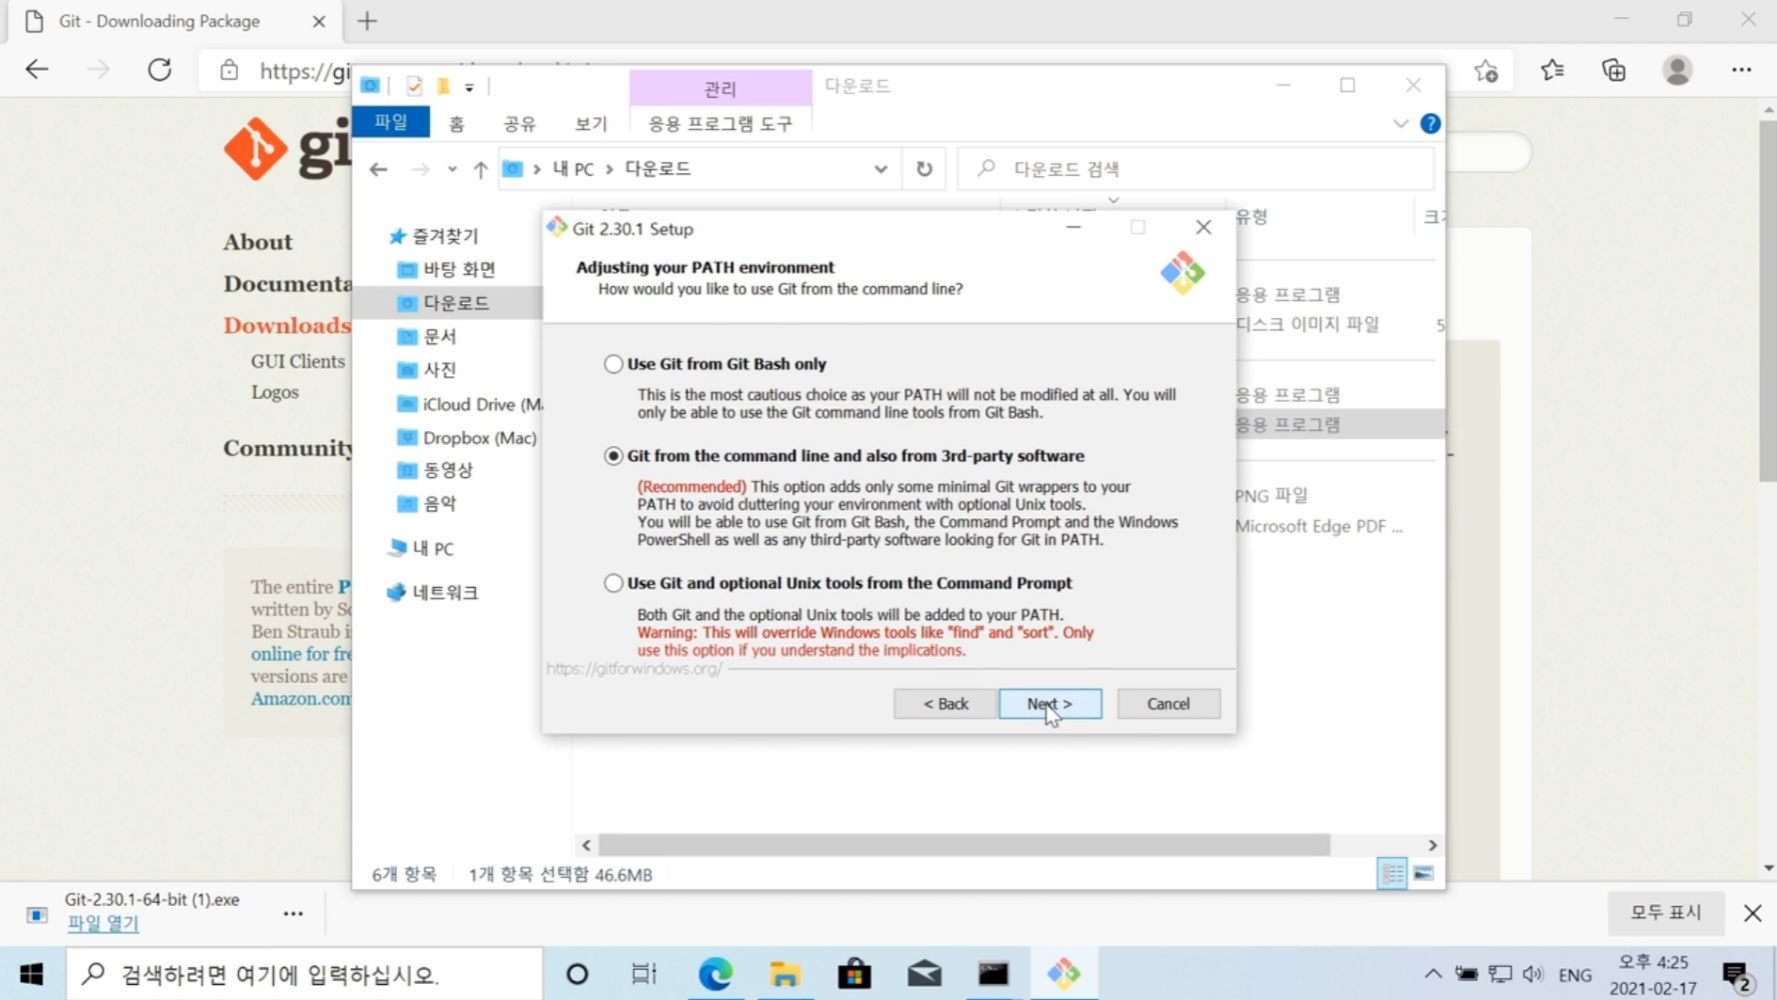 Git - Downloading Package
https://gi
관리
다운로드
파일
홈
공유
보기
응용 프로그램 도구
내 PC
다운로드
다운로드 검색
gi
About
Documenta
Downloads
GUI Clients
Logos
Community
The entire P
written by Sc
Ben Straub i
online for fre
versions are
Amazon.com
즐겨찾기
바탕 화면
다운로드
문서
사진
iCloud Drive (Ma
Dropbox (Mac)
동영상
음악
내 PC
네트워크
유형
응용 프로그램
디스크 이미지 파일
5
응용 프로그램
응용 프로그램
PNG 파일
Microsoft Edge PDF ...
Git 2.30.1 Setup
Adjusting your PATH environment
How would you like to use Git from the command line?
Use Git from Git Bash only
This is the most cautious choice as your PATH will not be modified at all. You will
only be able to use the Git command line tools from Git Bash.
Git from the command line and also from 3rd-party software
(Recommended) This option adds only some minimal Git wrappers to your
PATH to avoid cluttering your environment with optional Unix tools.
You will be able to use Git from Git Bash, the Command Prompt and the Windows
PowerShell as well as any third-party software looking for Git in PATH.
Use Git and optional Unix tools from the Command Prompt
Both Git and the optional Unix tools will be added to your PATH.
Warning: This will override Windows tools like "find" and "sort". Only
use this option if you understand the implications.
https://gitforwindows.org/
< Back
Next >
Cancel
6개 항목
1개 항목 선택함 46.6MB
Git-2.30.1-64-bit (1).exe
파일 열기
모두 표시
검색하려면 여기에 입력하십시오.
ENG
오후 4:25
2021-02-17
2